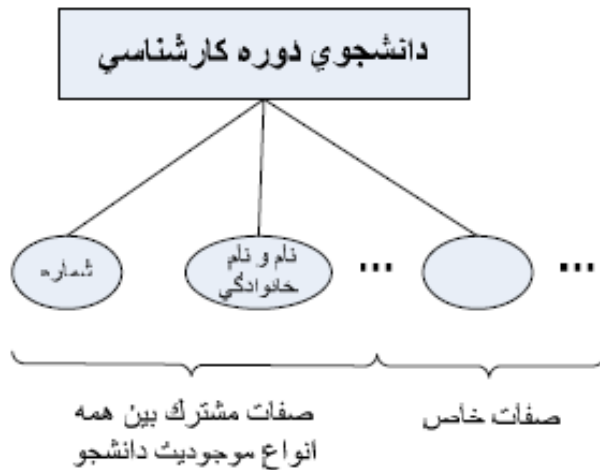 دانشجوي دوره كارشناسي
شماره
نام و نام
خانوادگي
...
...
صفات مشترك بين همه
انواع موجوديت دانشجو
صفات خاص